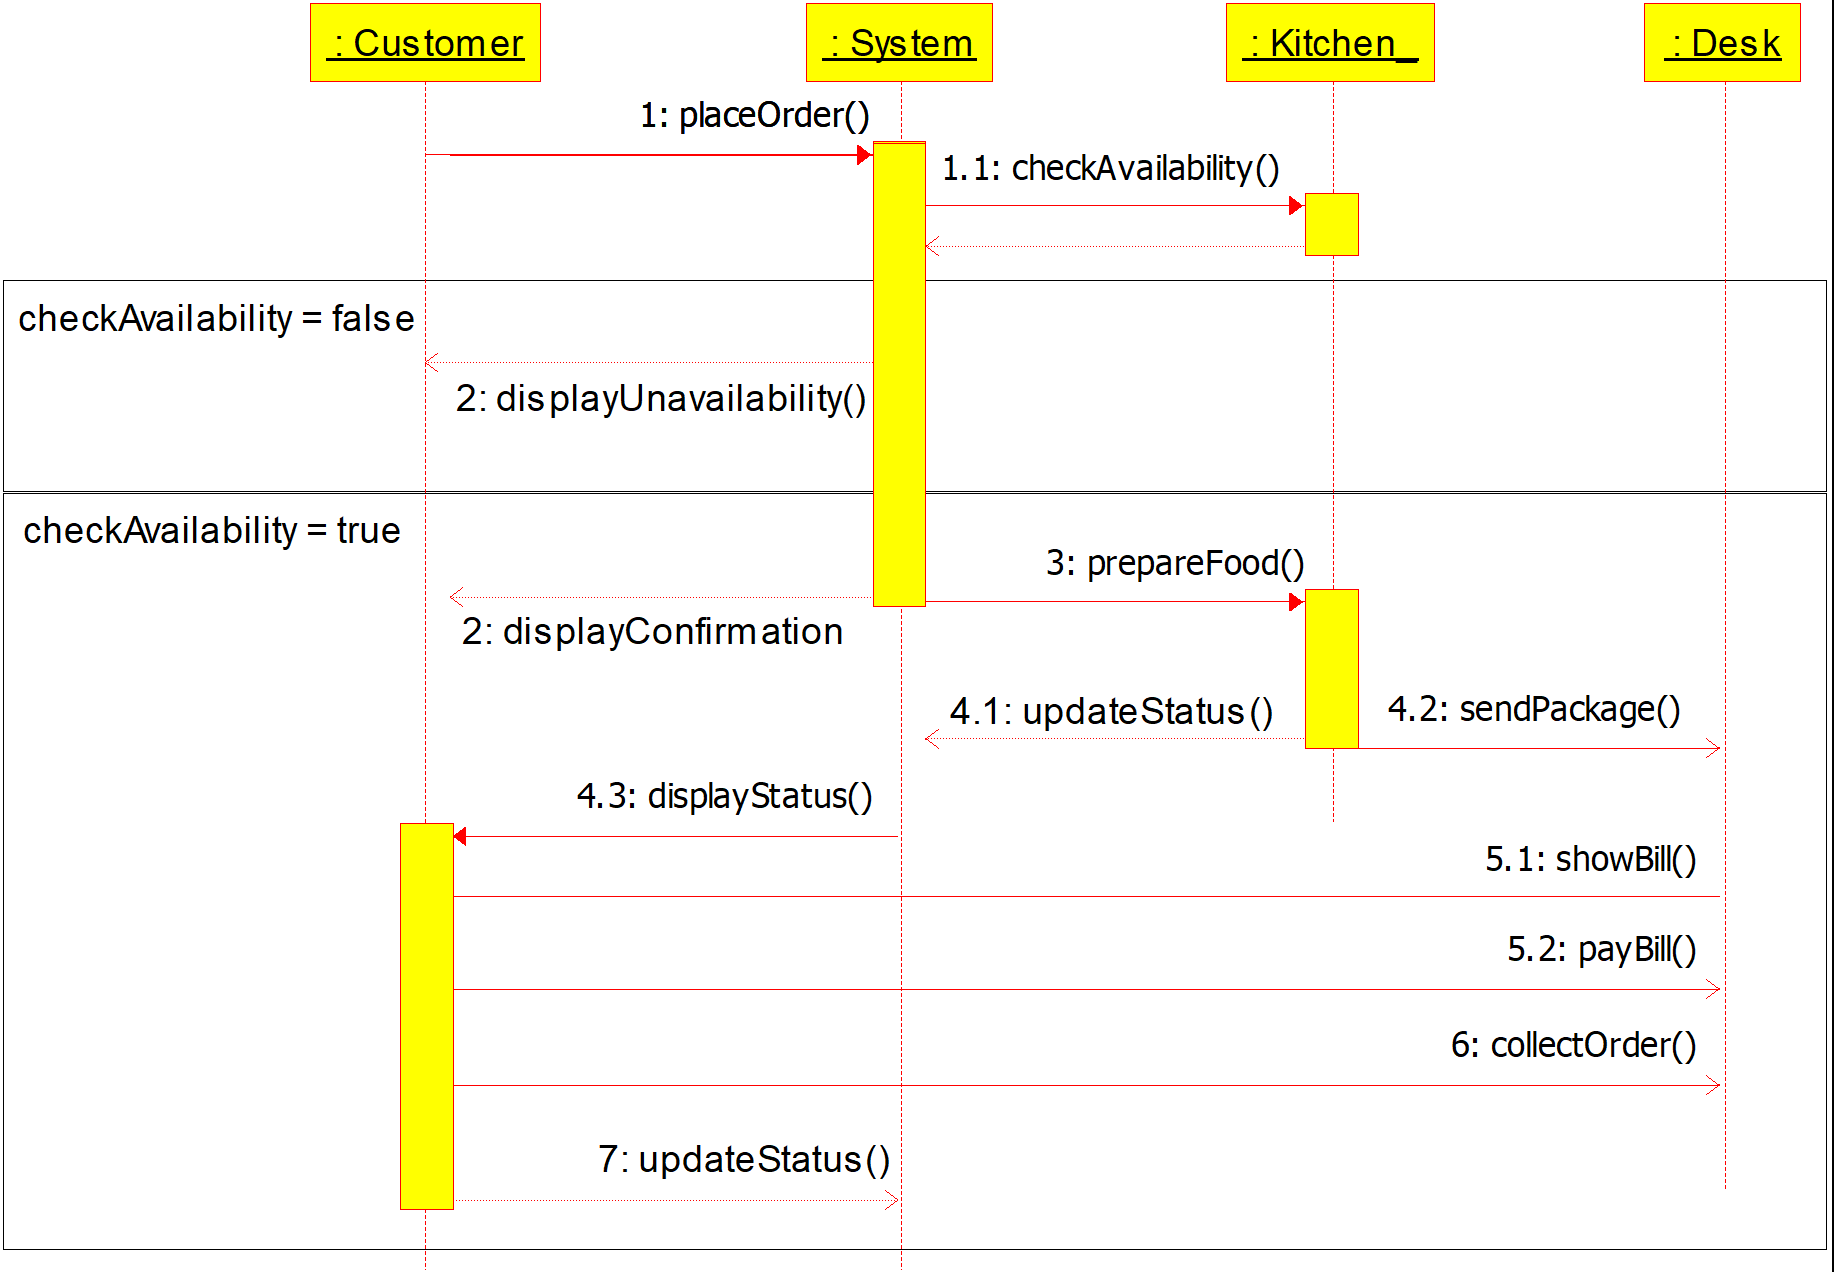 : Customer
: System
: Kitchen_
: Desk
1: placeOrder()
1.1: checkAvailability()
checkAvailability = false
2: displayUnavailability()
checkAvailability = true
3: prepareFood()
2: displayConfirmation
4.1: updateStatus()
4.2: sendPackage()
4.3: displayStatus()
5.1: showBill()
5.2: payBill()
6: collectOrder()
7: updateStatus()